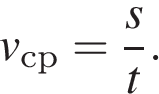 v_ср = s/t.